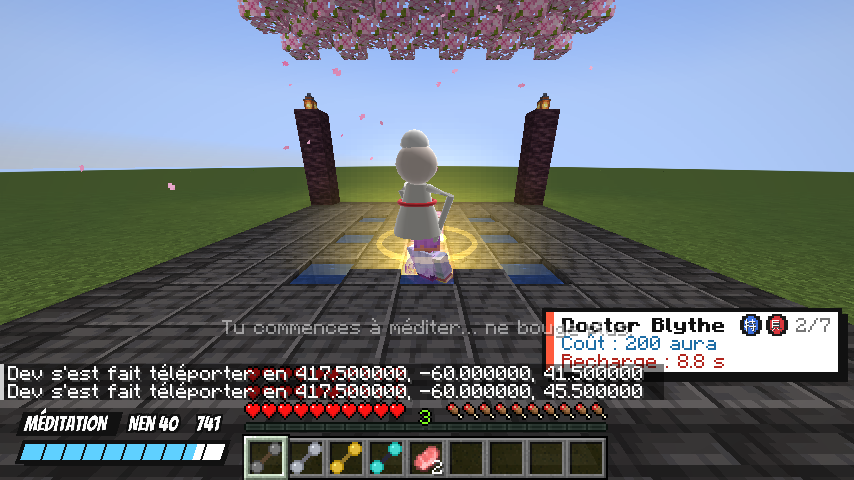 Tu commences à méditer... ne bouge plus
Doctor Blythe 2/7
Coût : 200 aura
Recharge : 8.8 s
Dev s'est fait téléporter en 417.500000, -60.000000, 41.500000
Dev s'est fait téléporter en 417.500000, -60.000000, 45.500000
MÉDITATION NEN 40 741
3
2